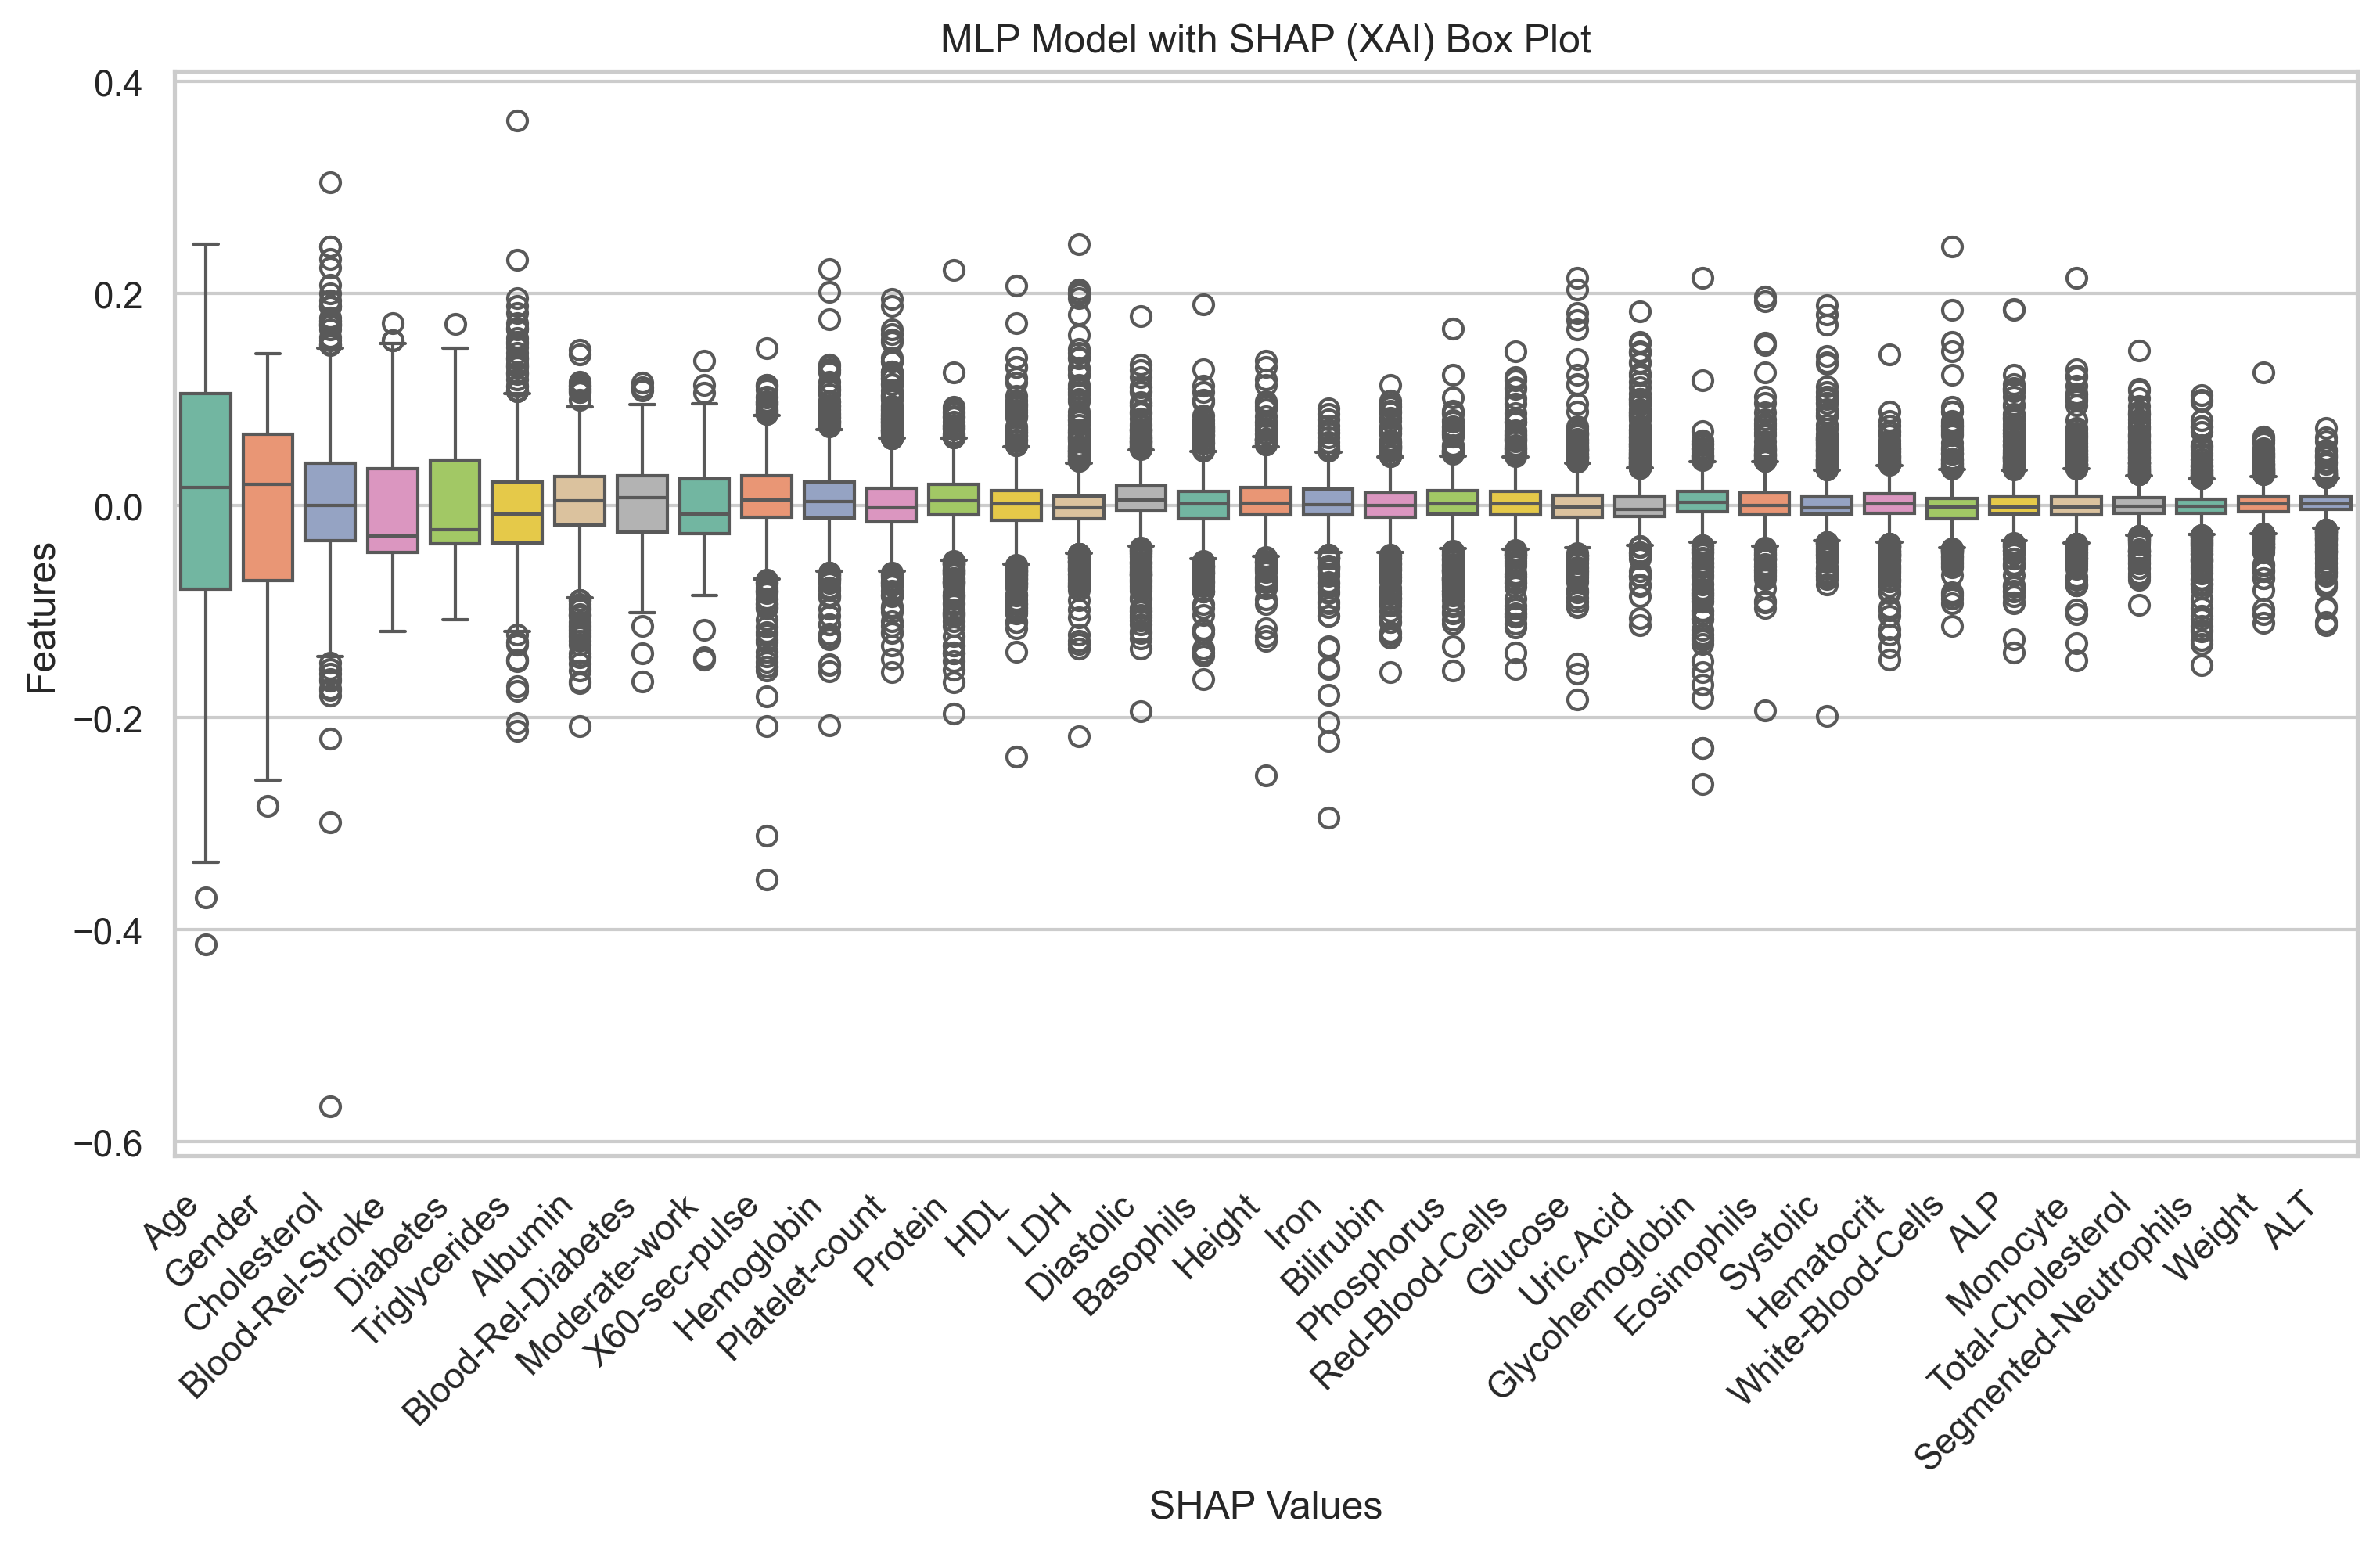 MLP Model with SHAP (XAI) Box Plot
0.4
0.2
0.0
−0.2
−0.4
−0.6
Features
Age
Gender
Cholesterol
Blood-Rel-Stroke
Diabetes
Triglycerides
Albumin
Blood-Rel-Diabetes
Moderate-work
X60-sec-pulse
Hemoglobin
Platelet-count
Protein
HDL
LDH
Diastolic
Basophils
Height
Iron
Bilirubin
Phosphorus
Red-Blood-Cells
Glucose
Uric.Acid
Glycohemoglobin
Eosinophils
Systolic
Hematocrit
White-Blood-Cells
ALP
Monocyte
Total-Cholesterol
Segmented-Neutrophils
Weight
ALT
SHAP Values